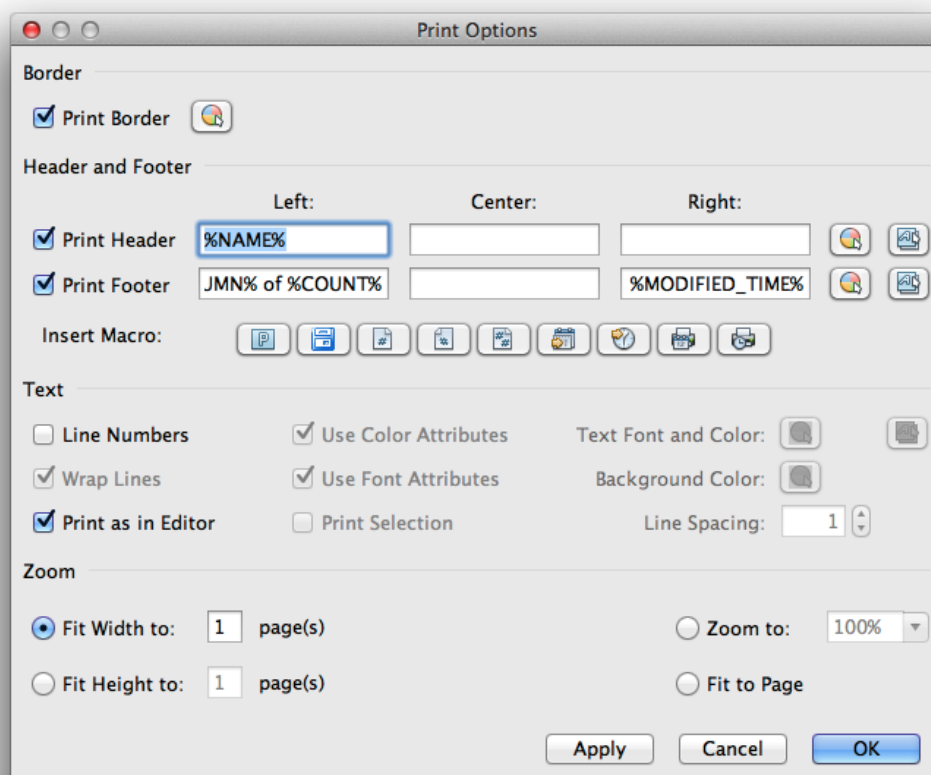 Print Options
Border
Print Border
Header and Footer
Left: Center: Right:
Print Header %NAME%
Print Footer JMN% of %COUNT% %MODIFIED_TIME%
Insert Macro:
Text
Line Numbers Use Color Attributes Text Font and Color:
Wrap Lines Use Font Attributes Background Color:
Print as in Editor Print Selection Line Spacing: 1
Zoom
Fit Width to: 1 page(s) Zoom to: 100%
Fit Height to: 1 page(s) Fit to Page
Apply Cancel OK